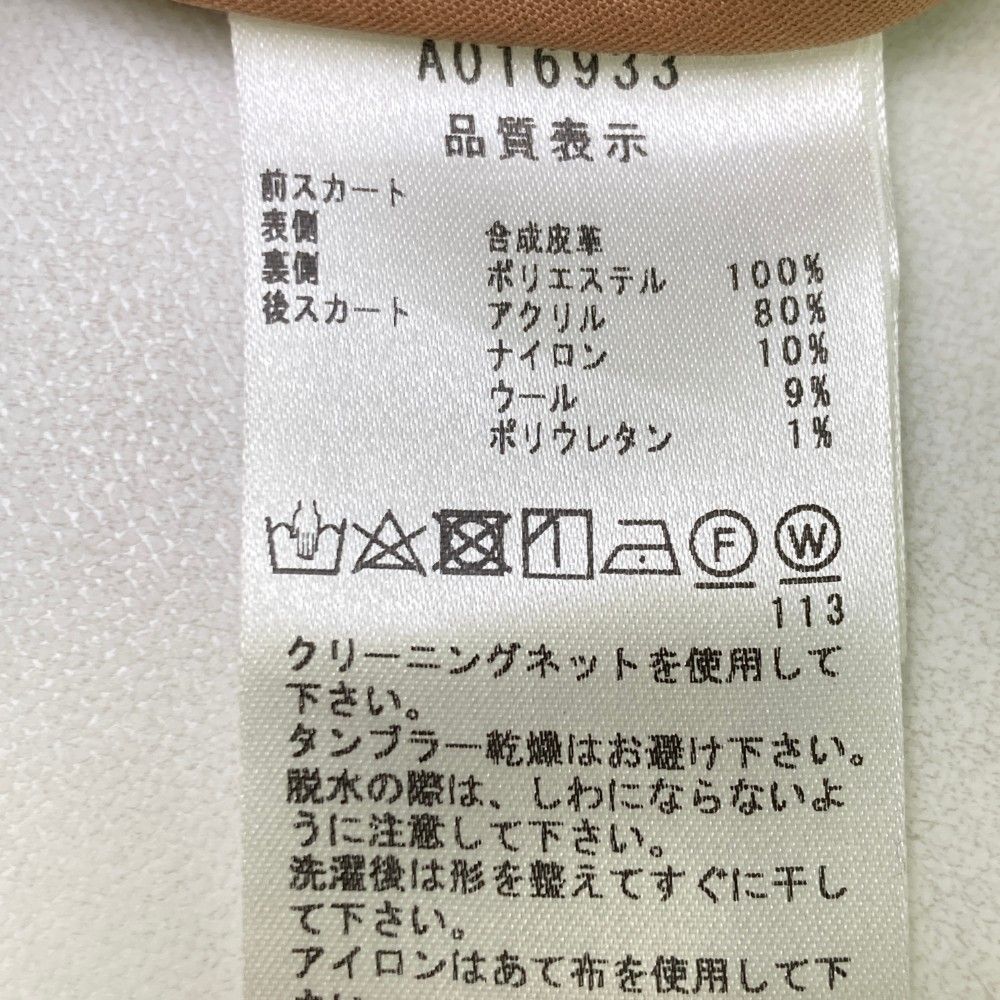 A016933
品質表示
前スカート
表側 合成皮革
裏側 ポリエステル 100%
後スカート アクリル 80%
ナイロン 10%
ウール 9%
ポリウレタン 1%
F W
113
クリーニングネットを使用して
下さい。
タンブラー乾燥はお避け下さい。
脱水の際は、しわにならないよ
うに注意して下さい。
洗濯後は形を整えてすぐに干し
て下さい。
アイロンはあて布を使用して下